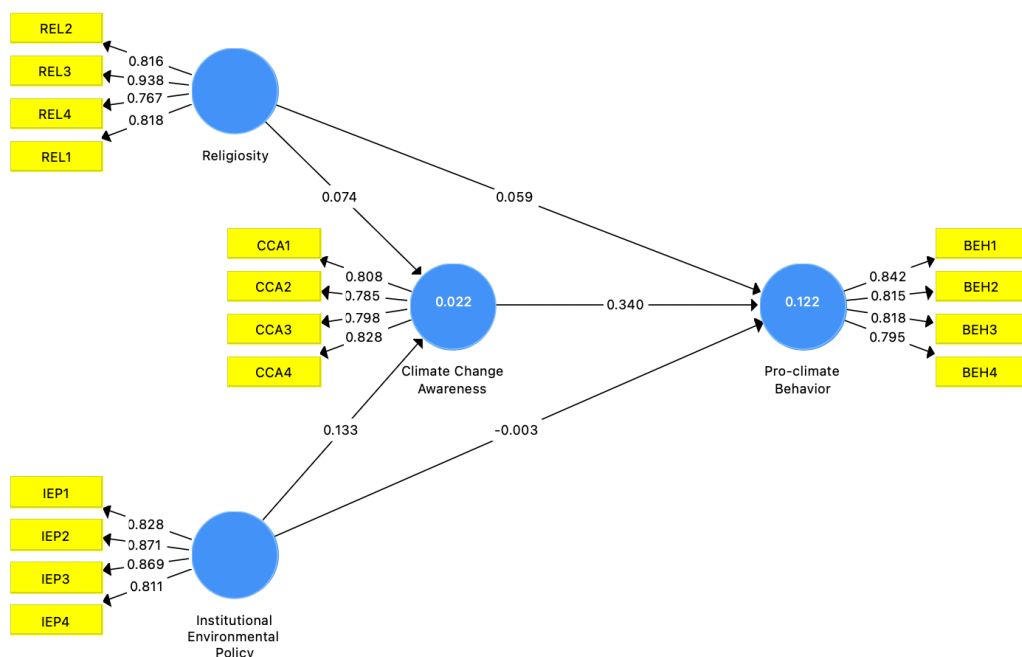 REL2
REL3
REL4
REL1
0.816
0.938
0.767
0.818
Religiosity
0.074
0.059
CCA1
CCA2
CCA3
CCA4
0.808
0.785
0.798
0.828
0.022
Climate Change
Awareness
0.340
0.122
Pro-climate
Behavior
0.842
0.815
0.818
0.795
BEH1
BEH2
BEH3
BEH4
0.133
-0.003
IEP1
IEP2
IEP3
IEP4
0.828
0.871
0.869
0.811
Institutional
Environmental
Policy